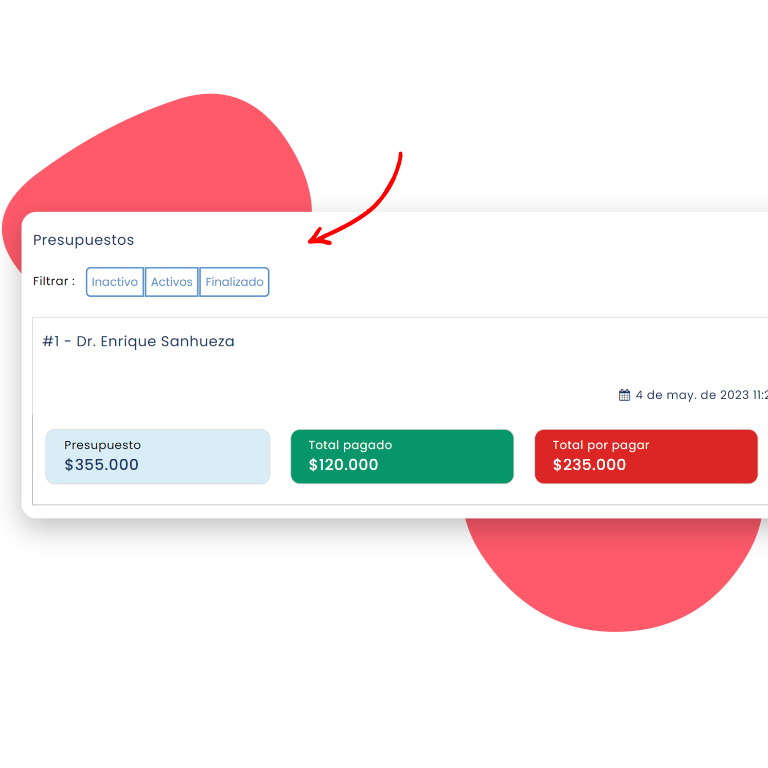 Presupuestos
Filtrar : Inactivo Activos Finalizado
#1 - Dr. Enrique Sanhueza
4 de may. de 2023 11:2
Presupuesto Total pagado Total por pagar
$355.000 $120.000 $235.000